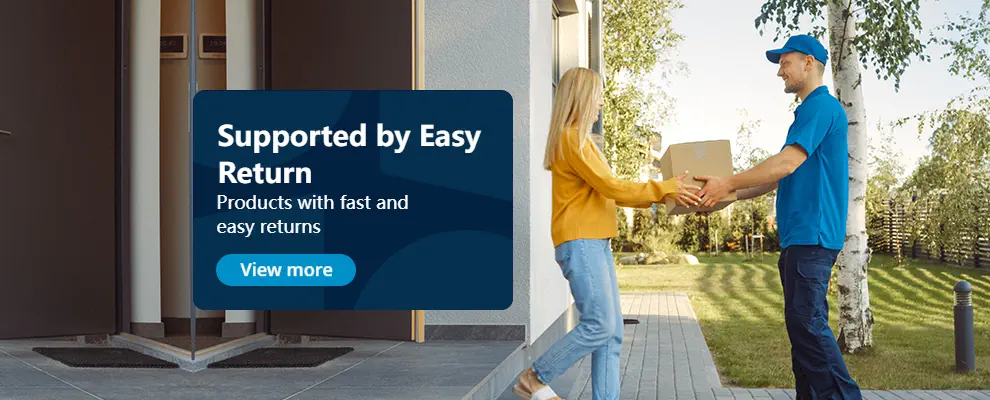 Supported by Easy
Return
Products with fast and
easy returns
View more